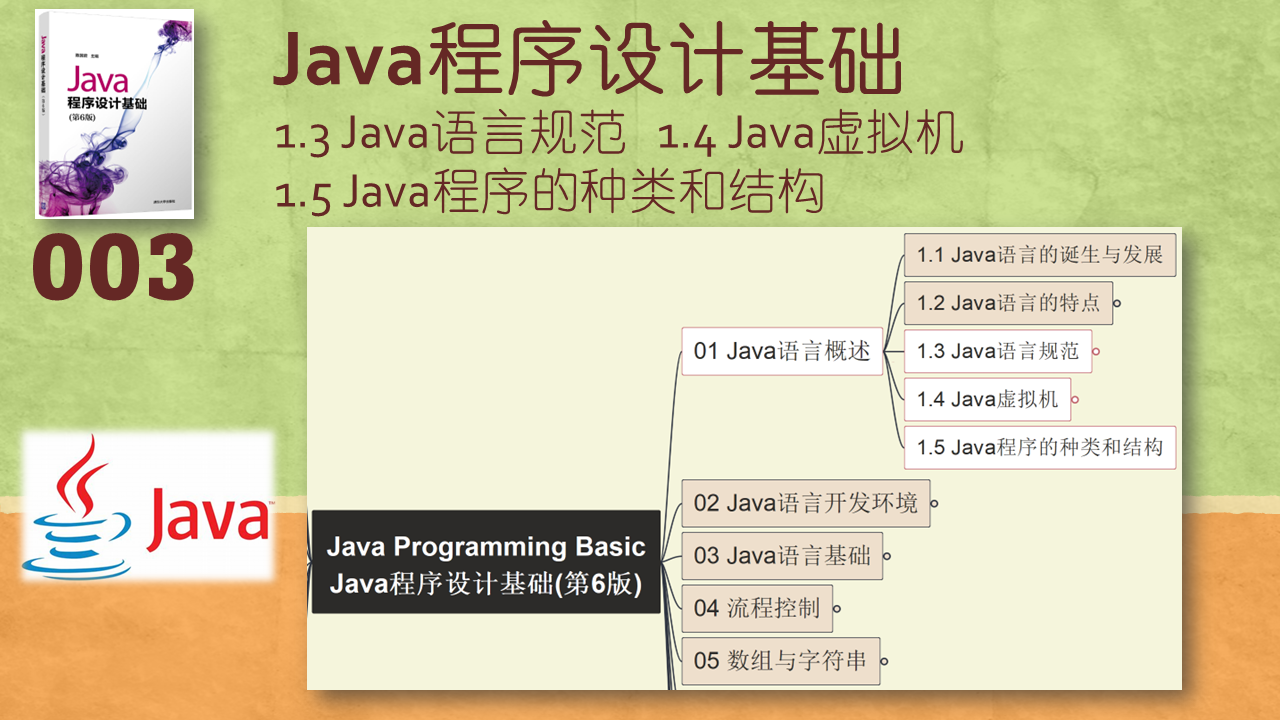 Java程序设计基础
1.3 Java语言规范 1.4 Java虚拟机
1.5 Java程序的种类和结构
Java
程序设计基础
(第6版)
003
Java
1.1 Java语言的诞生与发展
1.2 Java语言的特点
01 Java语言概述
1.3 Java语言规范
1.4 Java虚拟机
1.5 Java程序的种类和结构
02 Java语言开发环境
03 Java语言基础
04 流程控制
05 数组与字符串
Java Programming Basic
Java程序设计基础(第6版)